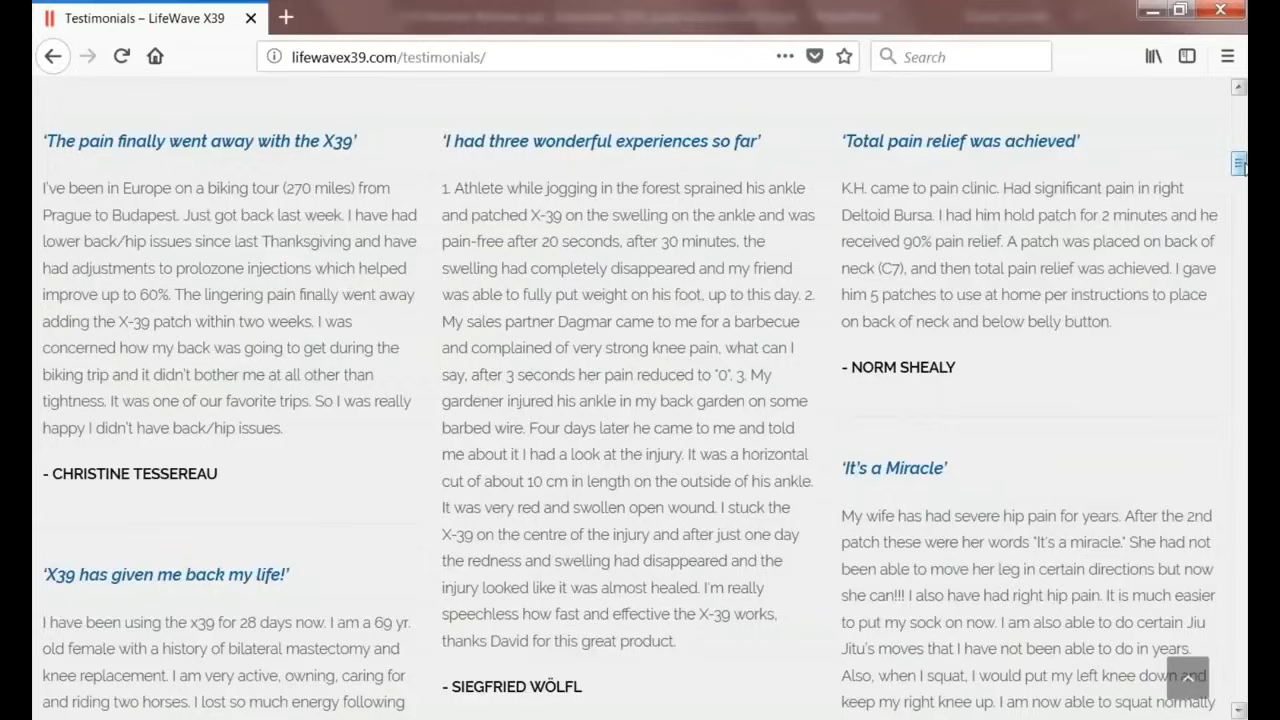 Testimonials – LifeWave X39
lifewavex39.com/testimonials/
Search
‘The pain finally went away with the X39’
I've been in Europe on a biking tour (270 miles) from
Prague to Budapest. Just got back last week. I have had
lower back/hip issues since last Thanksgiving and have
had adjustments to prolozone injections which helped
improve up to 60%. The lingering pain finally went away
adding the X-39 patch within two weeks. I was
concerned how my back was going to get during the
biking trip and it didn't bother me at all other than
tightness. It was one of our favorite trips. So I was really
happy I didn't have back/hip issues.
- CHRISTINE TESSEREAU
‘X39 has given me back my life!’
I have been using the x39 for 28 days now. I am a 69 yr.
old female with a history of bilateral mastectomy and
knee replacement. I am very active, owning, caring for
and riding two horses. I lost so much energy following
‘I had three wonderful experiences so far’
1. Athlete while jogging in the forest sprained his ankle
and patched X-39 on the swelling on the ankle and was
pain-free after 20 seconds, after 30 minutes, the
swelling had completely disappeared and my friend
was able to fully put weight on his foot, up to this day. 2.
My sales partner Dagmar came to me for a barbecue
and complained of very strong knee pain, what can I
say, after 3 seconds her pain reduced to "0". 3. My
gardener injured his ankle in my back garden on some
barbed wire. Four days later he came to me and told
me about it I had a look at the injury. It was a horizontal
cut of about 10 cm in length on the outside of his ankle.
It was very red and swollen open wound. I stuck the
X-39 on the centre of the injury and after just one day
the redness and swelling had disappeared and the
injury looked like it was almost healed. I'm really
speechless how fast and effective the X-39 works,
thanks David for this great product.
- SIEGFRIED WÖLFL
‘Total pain relief was achieved’
K.H. came to pain clinic. Had significant pain in right
Deltoid Bursa. I had him hold patch for 2 minutes and he
received 90% pain relief. A patch was placed on back of
neck (C7), and then total pain relief was achieved. I gave
him 5 patches to use at home per instructions to place
on back of neck and below belly button.
- NORM SHEALY
‘It's a Miracle’
My wife has had severe hip pain for years. After the 2nd
patch these were her words "It's a miracle." She had not
been able to move her leg in certain directions but now
she can!!! I also have had right hip pain. It is much easier
to put my sock on now. I am also able to do certain Jiu
Jitu's moves that I have not been able to do in years.
Also, when I squat, I would put my left knee down and
keep my right knee up. I am now able to squat normally